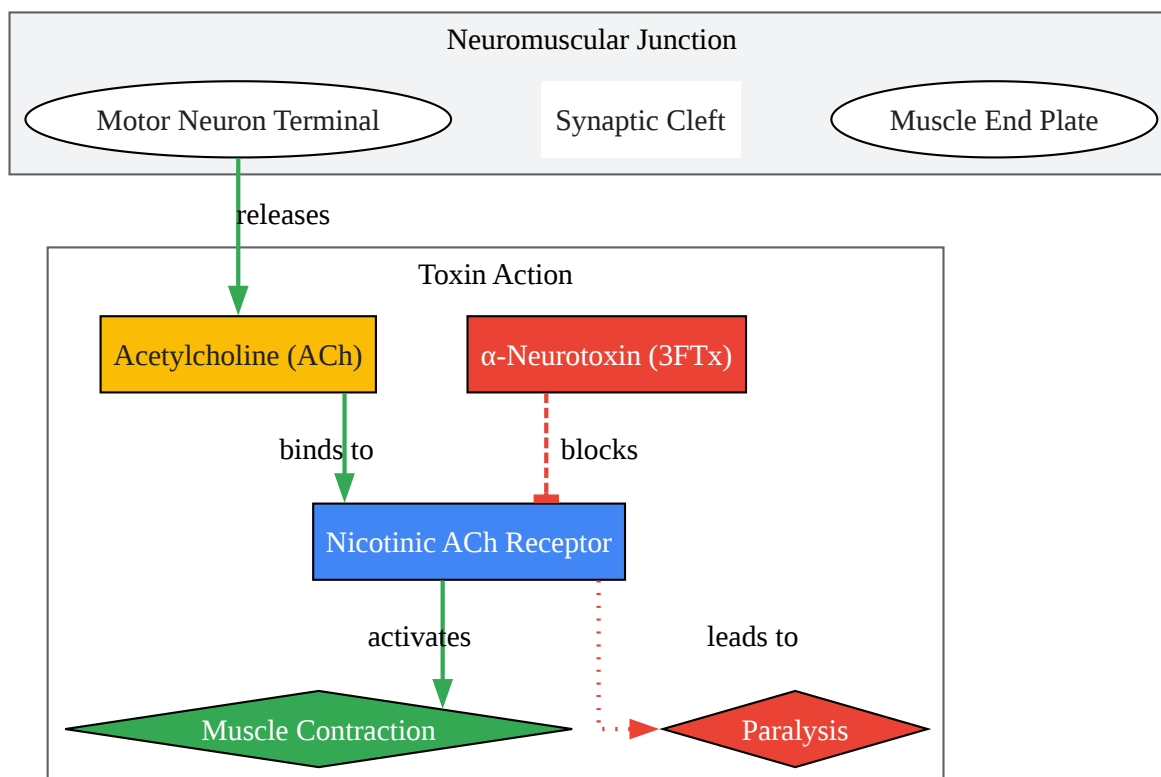 Neuromuscular Junction
Motor Neuron Terminal
Synaptic Cleft
Muscle End Plate
releases
Toxin Action
Acetylcholine (ACh)
α-Neurotoxin (3FTx)
binds to
blocks
Nicotinic ACh Receptor
activates
leads to
Muscle Contraction
Paralysis